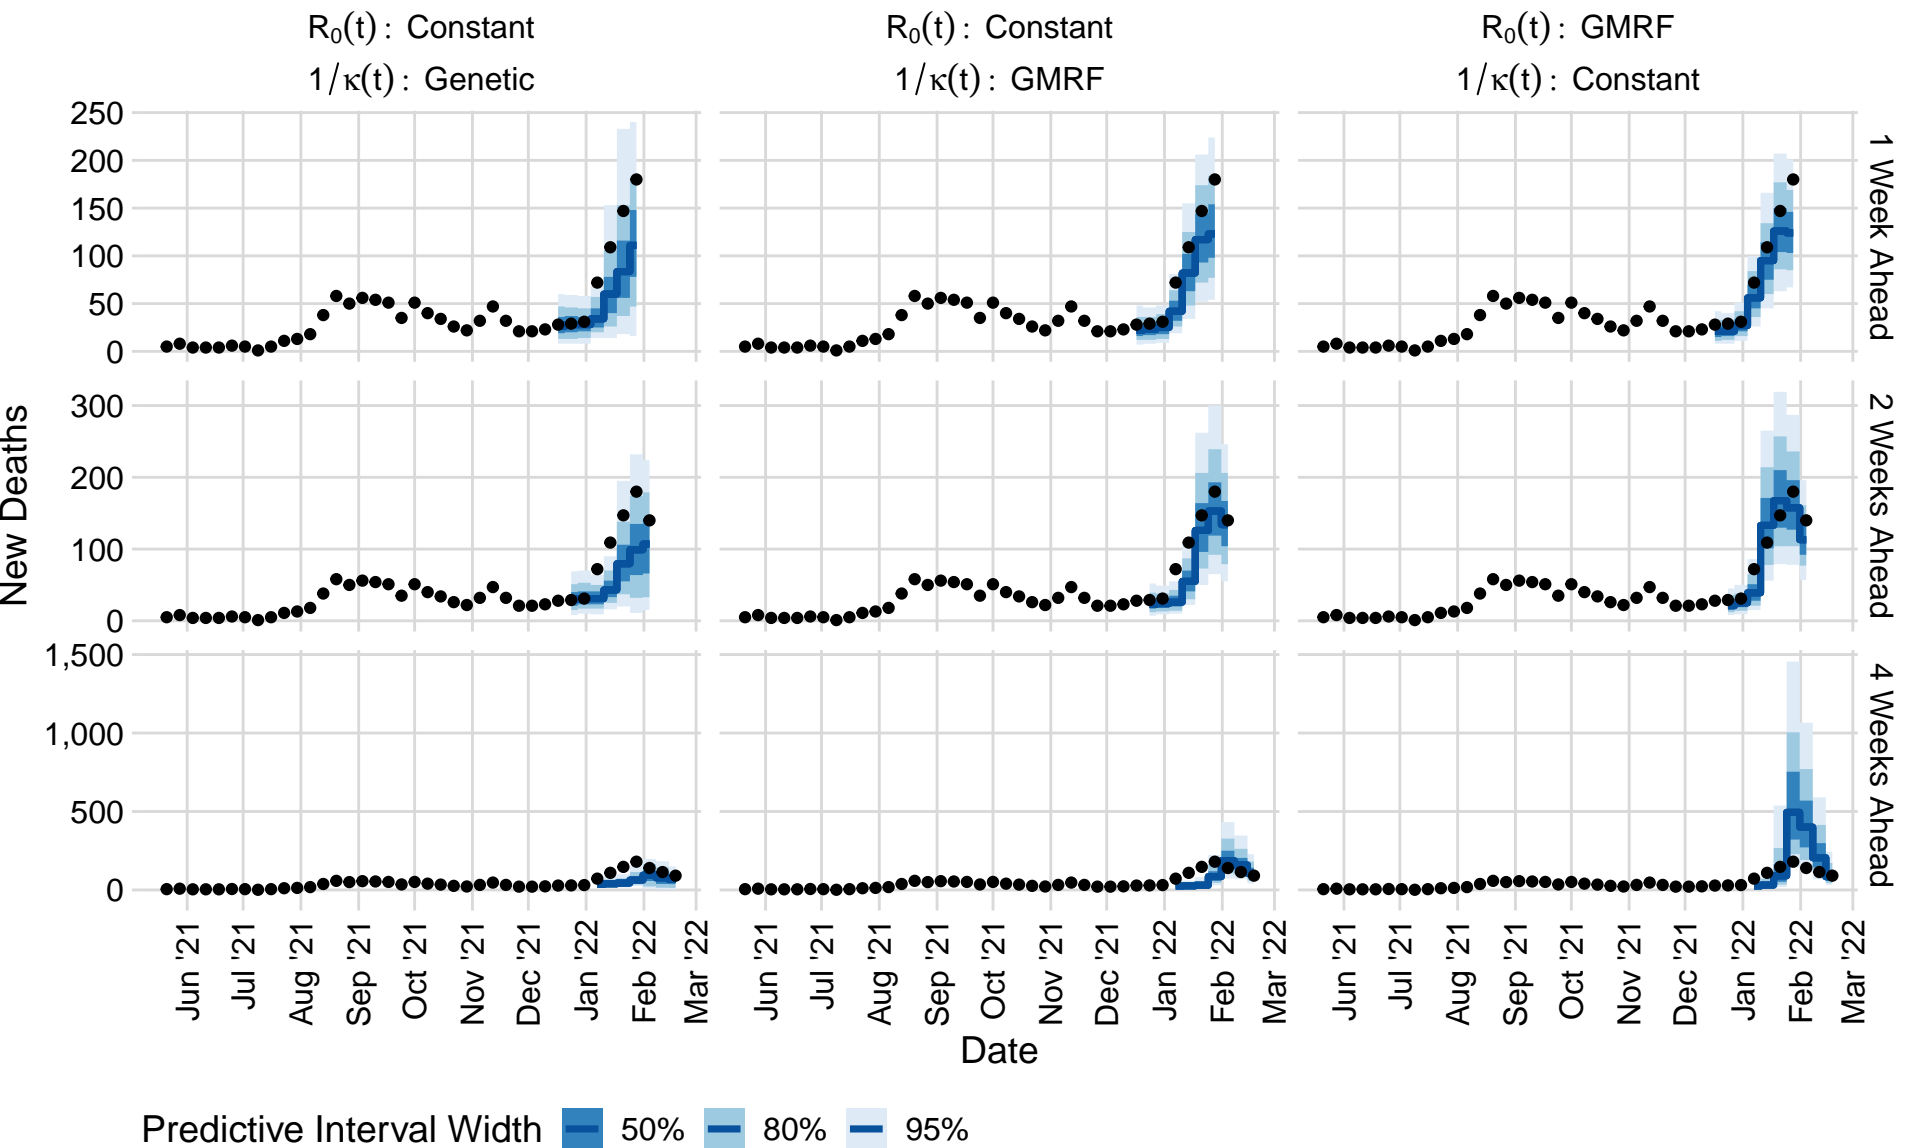 R₀(t) : Constant
1/κ(t) : Genetic
R₀(t) : Constant
1/κ(t) : GMRF
R₀(t) : GMRF
1/κ(t) : Constant
250
200
150
100
50
0
1 Week Ahead
300
200
100
0
2 Weeks Ahead
1,500
1,000
500
0
4 Weeks Ahead
New Deaths
Jun '21
Jul '21
Aug '21
Sep '21
Oct '21
Nov '21
Dec '21
Jan '22
Feb '22
Mar '22
Jun '21
Jul '21
Aug '21
Sep '21
Oct '21
Nov '21
Dec '21
Jan '22
Feb '22
Mar '22
Jun '21
Jul '21
Aug '21
Sep '21
Oct '21
Nov '21
Dec '21
Jan '22
Feb '22
Mar '22
Date
Predictive Interval Width 50% 80% 95%